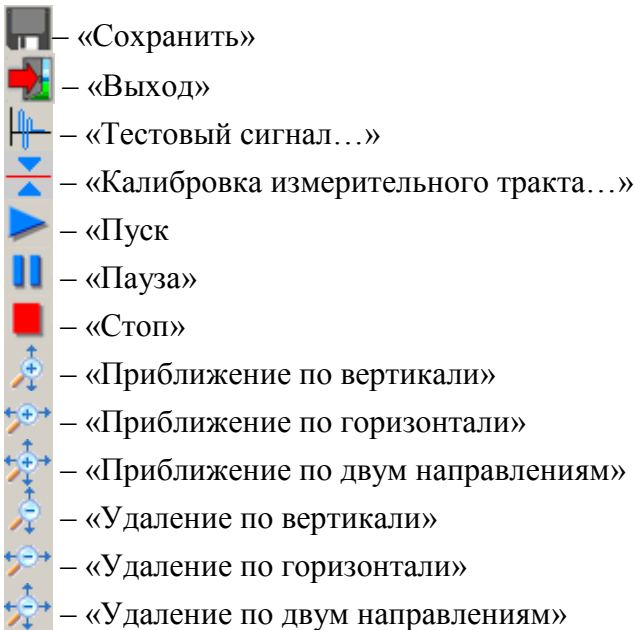 – «Сохранить»
– «Выход»
– «Тестовый сигнал…»
– «Калибровка измерительного тракта…»
– «Пуск
– «Пауза»
– «Стоп»
– «Приближение по вертикали»
– «Приближение по горизонтали»
– «Приближение по двум направлениям»
– «Удаление по вертикали»
– «Удаление по горизонтали»
– «Удаление по двум направлениям»